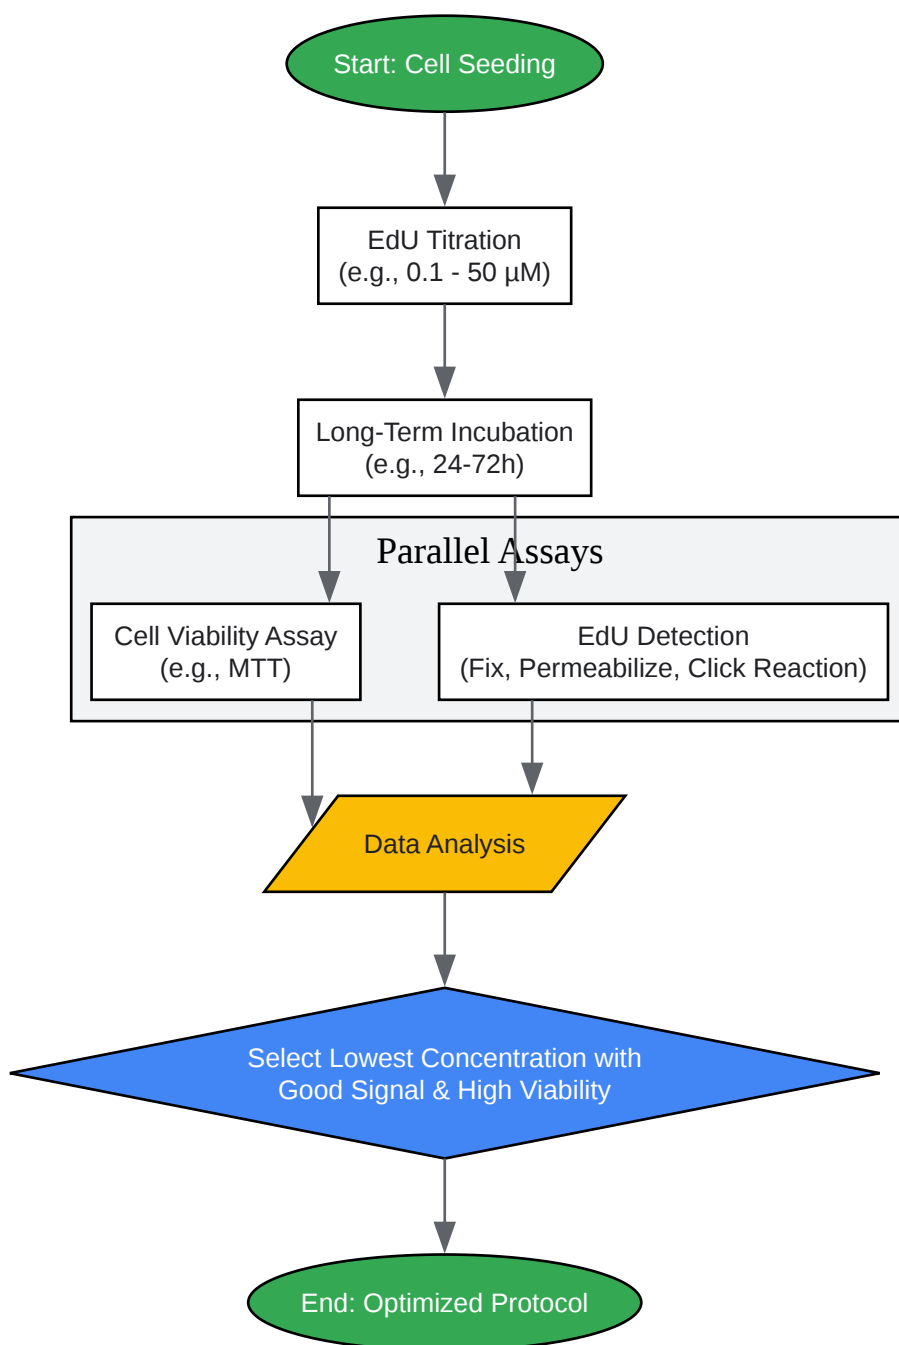 Start: Cell Seeding
EdU Titration
(e.g., 0.1 - 50 µM)
Long-Term Incubation
(e.g., 24-72h)
Parallel Assays
Cell Viability Assay
(e.g., MTT)
EdU Detection
(Fix, Permeabilize, Click Reaction)
Data Analysis
Select Lowest Concentration with
Good Signal & High Viability
End: Optimized Protocol